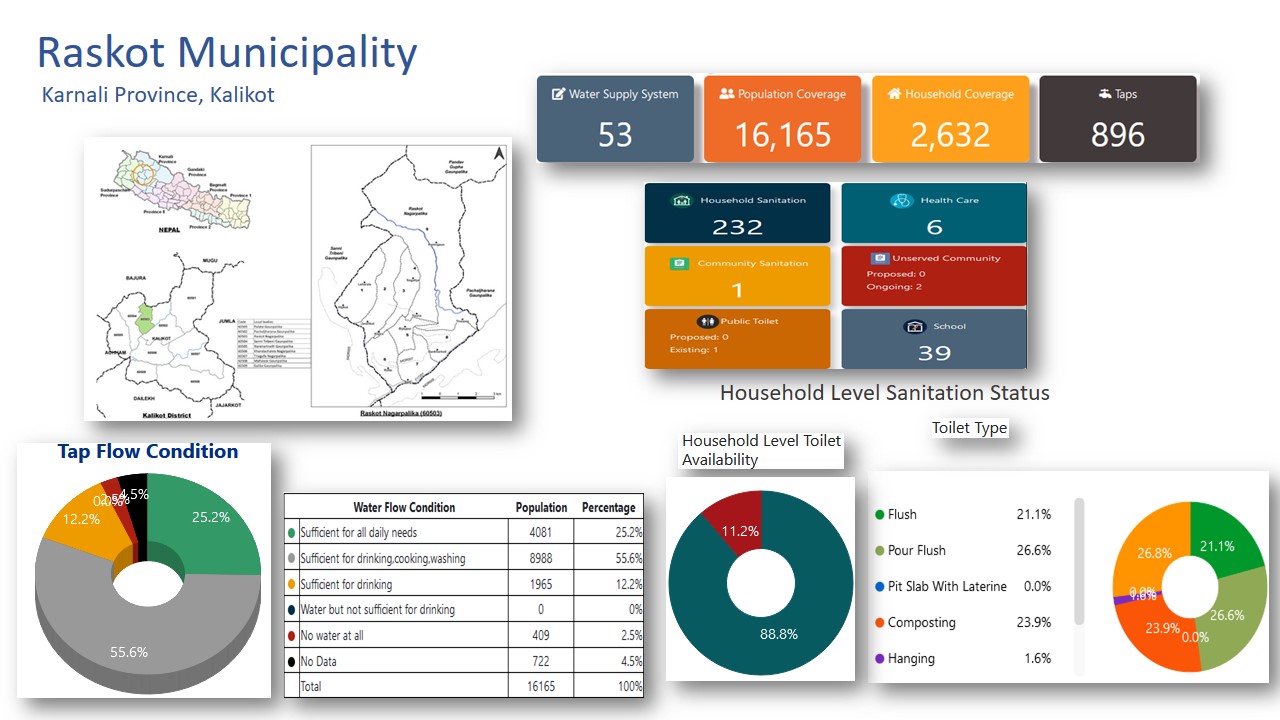 Raskot Municipality
Karnali Province, Kalikot
Water Supply System
53
Population Coverage
16,165
Household Coverage
2,632
Taps
896
Karnali
Province
Gandaki
Province
Bagmati
Province
Province 1
Sudurpaschim
Province
Province 5
Province 2
NEPAL
MUGU
BAJURA
JUMLA
KALIKOT
ACHHAM
DAILEKH
JAJARKOT
Kalikot District
Raskot
Nagarpalika
Sanni
Tribeni
Gaunpalika
Pachaljharana
Gaunpalika
Raskot Nagarpalika (60503)
Household Sanitation
232
Health Care
6
Community Sanitation
1
Unserved Community
Proposed: 0
Ongoing: 2
Public Toilet
Proposed: 0
Existing: 1
School
39
Household Level Sanitation Status
Tap Flow Condition
4.5%
2.5%
0.0%
12.2%
25.2%
55.6%
Water Flow Condition Population Percentage
Sufficient for all daily needs 4081 25.2%
Sufficient for drinking,cooking,washing 8988 55.6%
Sufficient for drinking 1965 12.2%
Water but not sufficient for drinking 0 0%
No water at all 409 2.5%
No Data 722 4.5%
Total 16165 100%
Household Level Toilet
Availability
11.2%
88.8%
Toilet Type
Flush 21.1%
Pour Flush 26.6%
Pit Slab With Laterine 0.0%
Composting 23.9%
Hanging 1.6%
26.8%
21.1%
0.0%
1.6%
26.6%
23.9%
0.0%